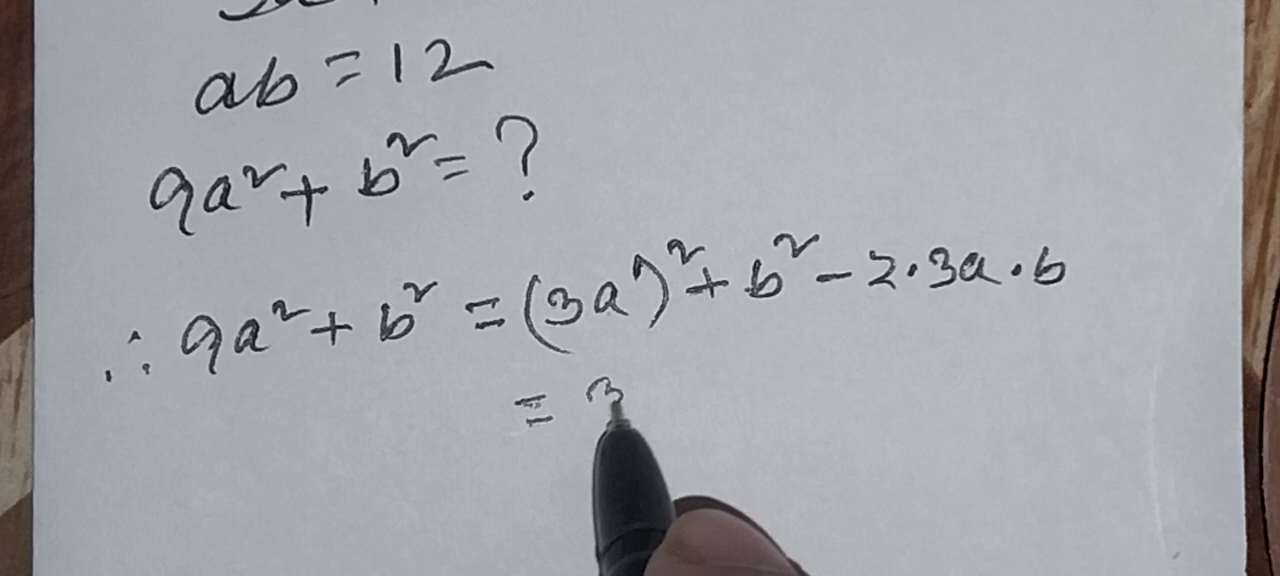 ab = 12
9a² + b² = ?
∴ 9a² + b² = (3a)² + b² - 2·3a·b
= 3